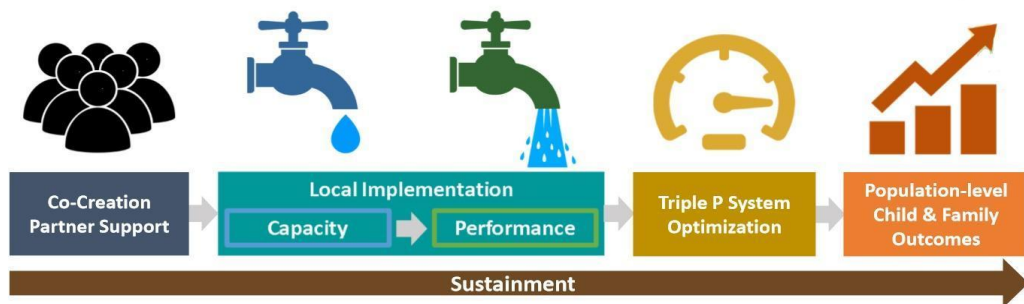 Co-Creation
Partner Support
Local Implementation
Capacity
Performance
Triple P System
Optimization
Population-level
Child & Family
Outcomes
Sustainment